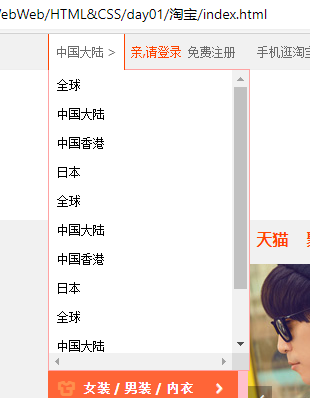 VebWeb/HTML&CSS/day01/淘宝/index.html
中国大陆 > 亲,请登录 免费注册 手机逛淘宝
全球
中国大陆
中国香港
日本
全球
中国大陆
中国香港
日本
全球
中国大陆
天猫
女装 / 男装 / 内衣 >